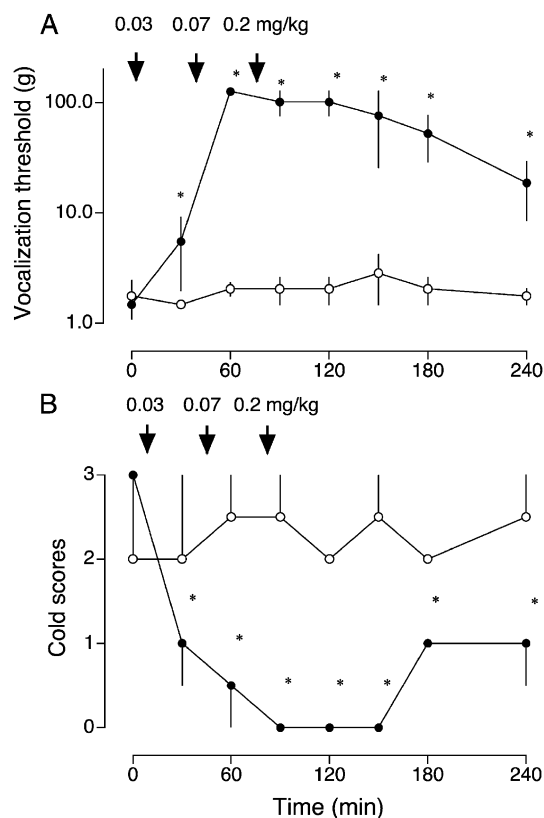 A
0.03 0.07 0.2 mg/kg
Vocalization threshold (g)
100.0
10.0
1.0
* * * * * * *
0 60 120 180 240
B
0.03 0.07 0.2 mg/kg
Cold scores
3
2
1
0
* * * * * * *
0 60 120 180 240
Time (min)